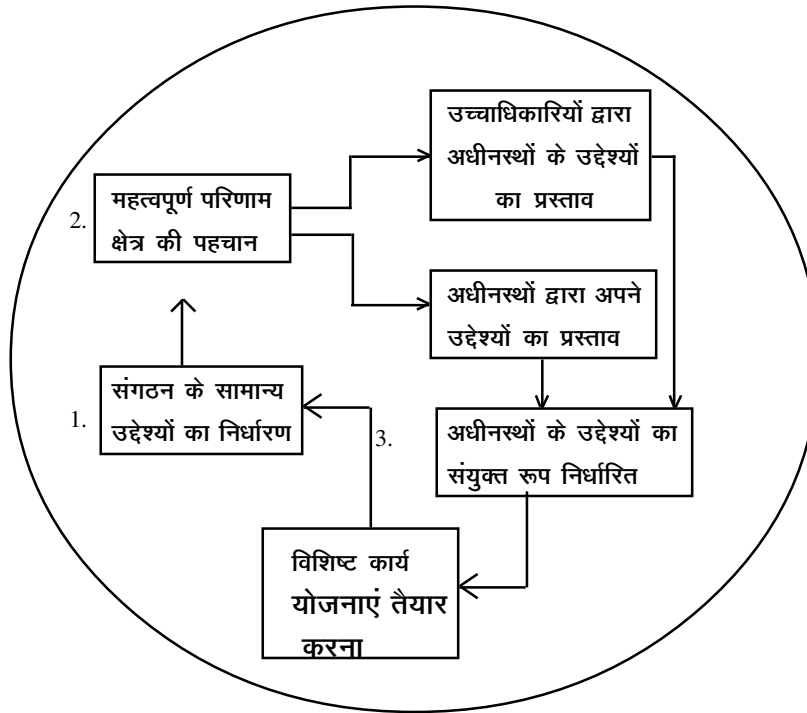 उच्चाधिकारियों द्वारा
अधीनस्थों के उद्देश्यों
का प्रस्ताव
2.
महत्वपूर्ण परिणाम
क्षेत्र की पहचान
अधीनस्थों द्वारा अपने
उद्देश्यों का प्रस्ताव
1.
संगठन के सामान्य
उद्देश्यों का निर्धारण
3.
अधीनस्थों के उद्देश्यों का
संयुक्त रूप निर्धारित
विशिष्ट कार्य
योजनाएं तैयार
करना